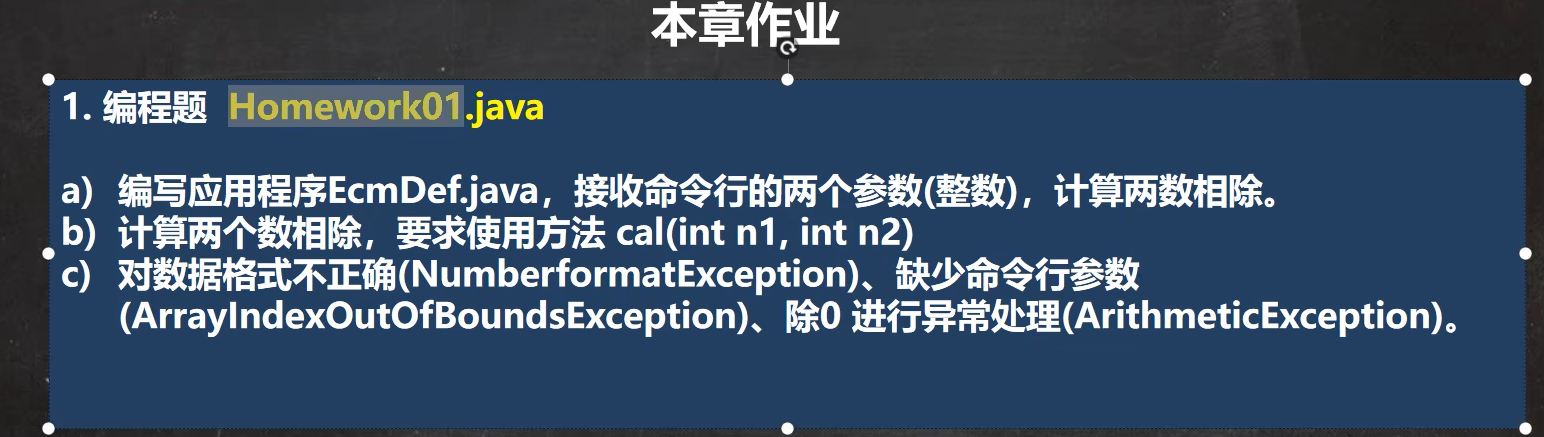 本章作业
1. 编程题 Homework01.java
a) 编写应用程序EcmDef.java，接收命令行的两个参数(整数)，计算两数相除。
b) 计算两个数相除，要求使用方法 cal(int n1, int n2)
c) 对数据格式不正确(NumberformatException)、缺少命令行参数
(ArrayIndexOutOfBoundsException)、除0 进行异常处理(ArithmeticException)。